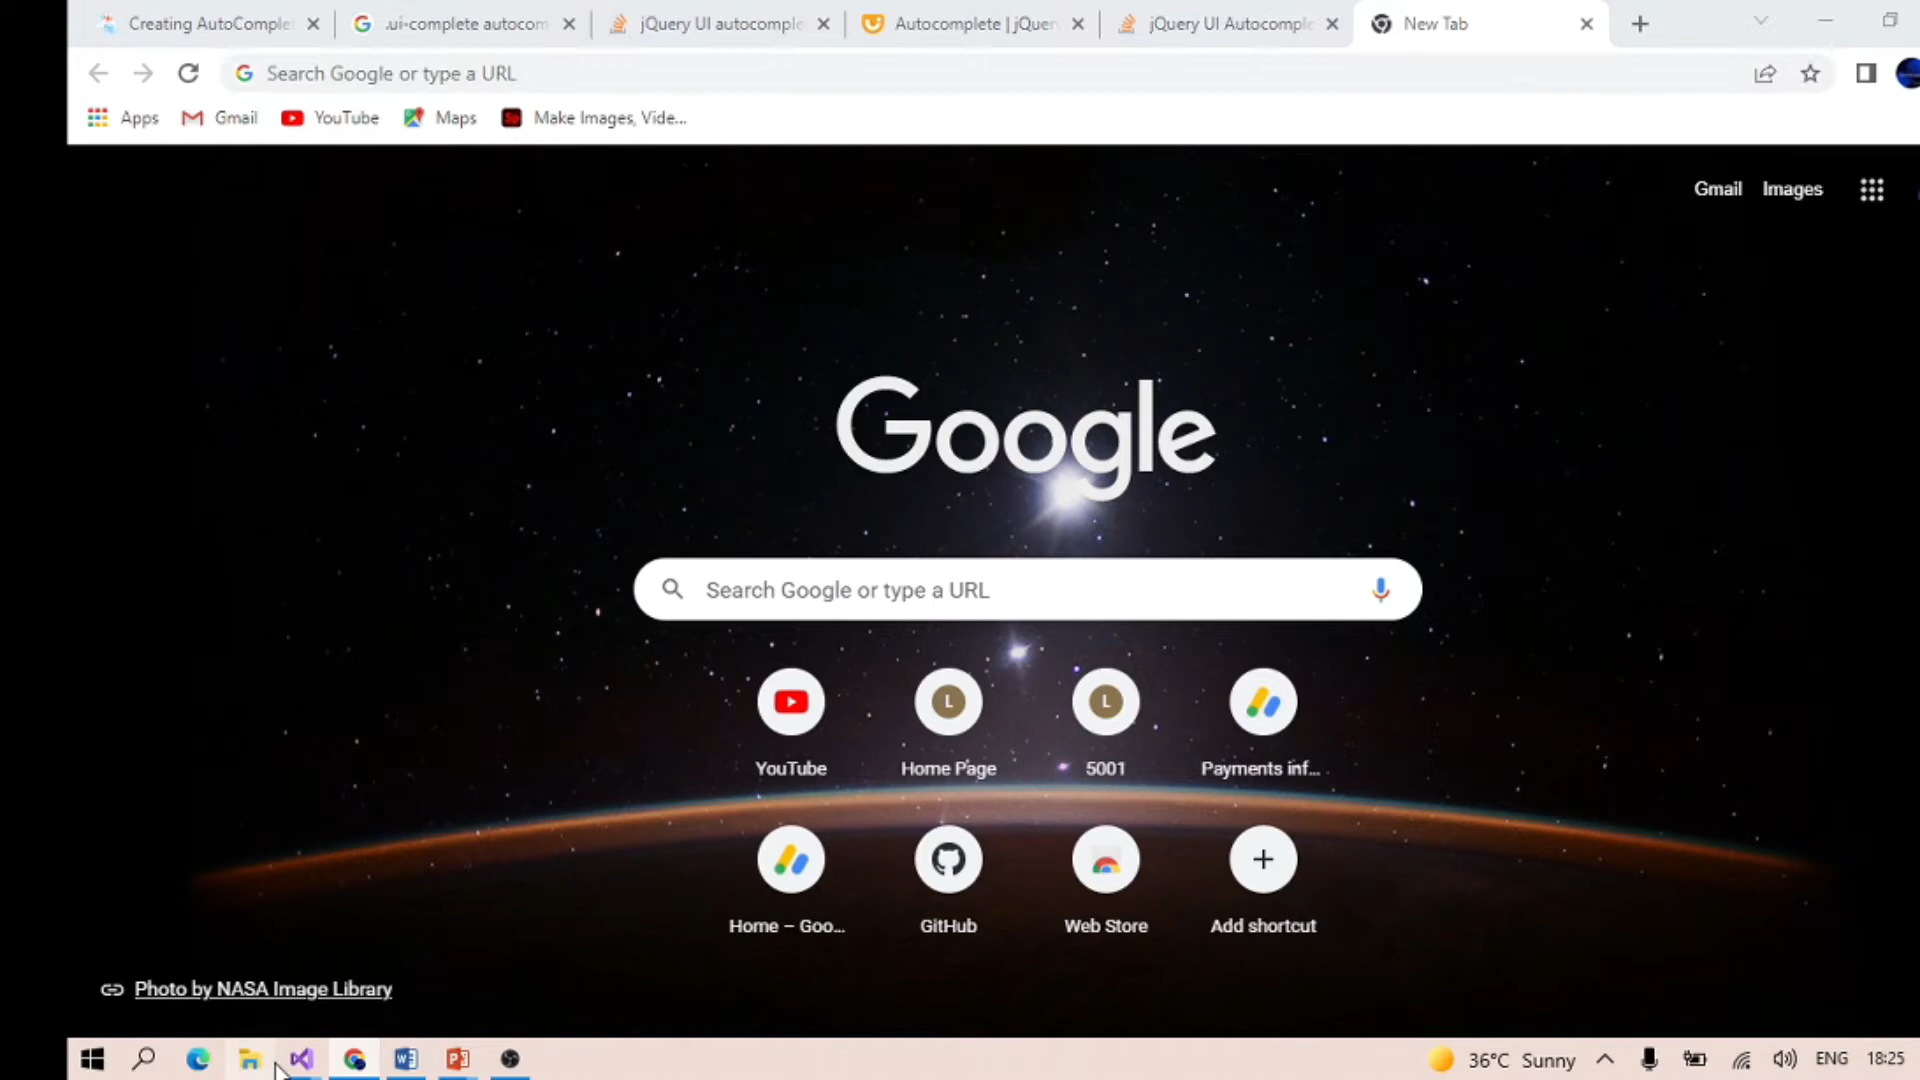 Creating AutoComplet
.ui-complete autocom
jQuery UI autocomple
Autocomplete | jQuer
jQuery UI Autocomple
New Tab
Search Google or type a URL
Apps
Gmail
YouTube
Maps
Make Images, Vide...
Gmail
Images
Google
Search Google or type a URL
L
L
YouTube
Home Page
5001
Payments inf...
Home – Goo...
GitHub
Web Store
Add shortcut
Photo by NASA Image Library
36°C Sunny
ENG
18:25